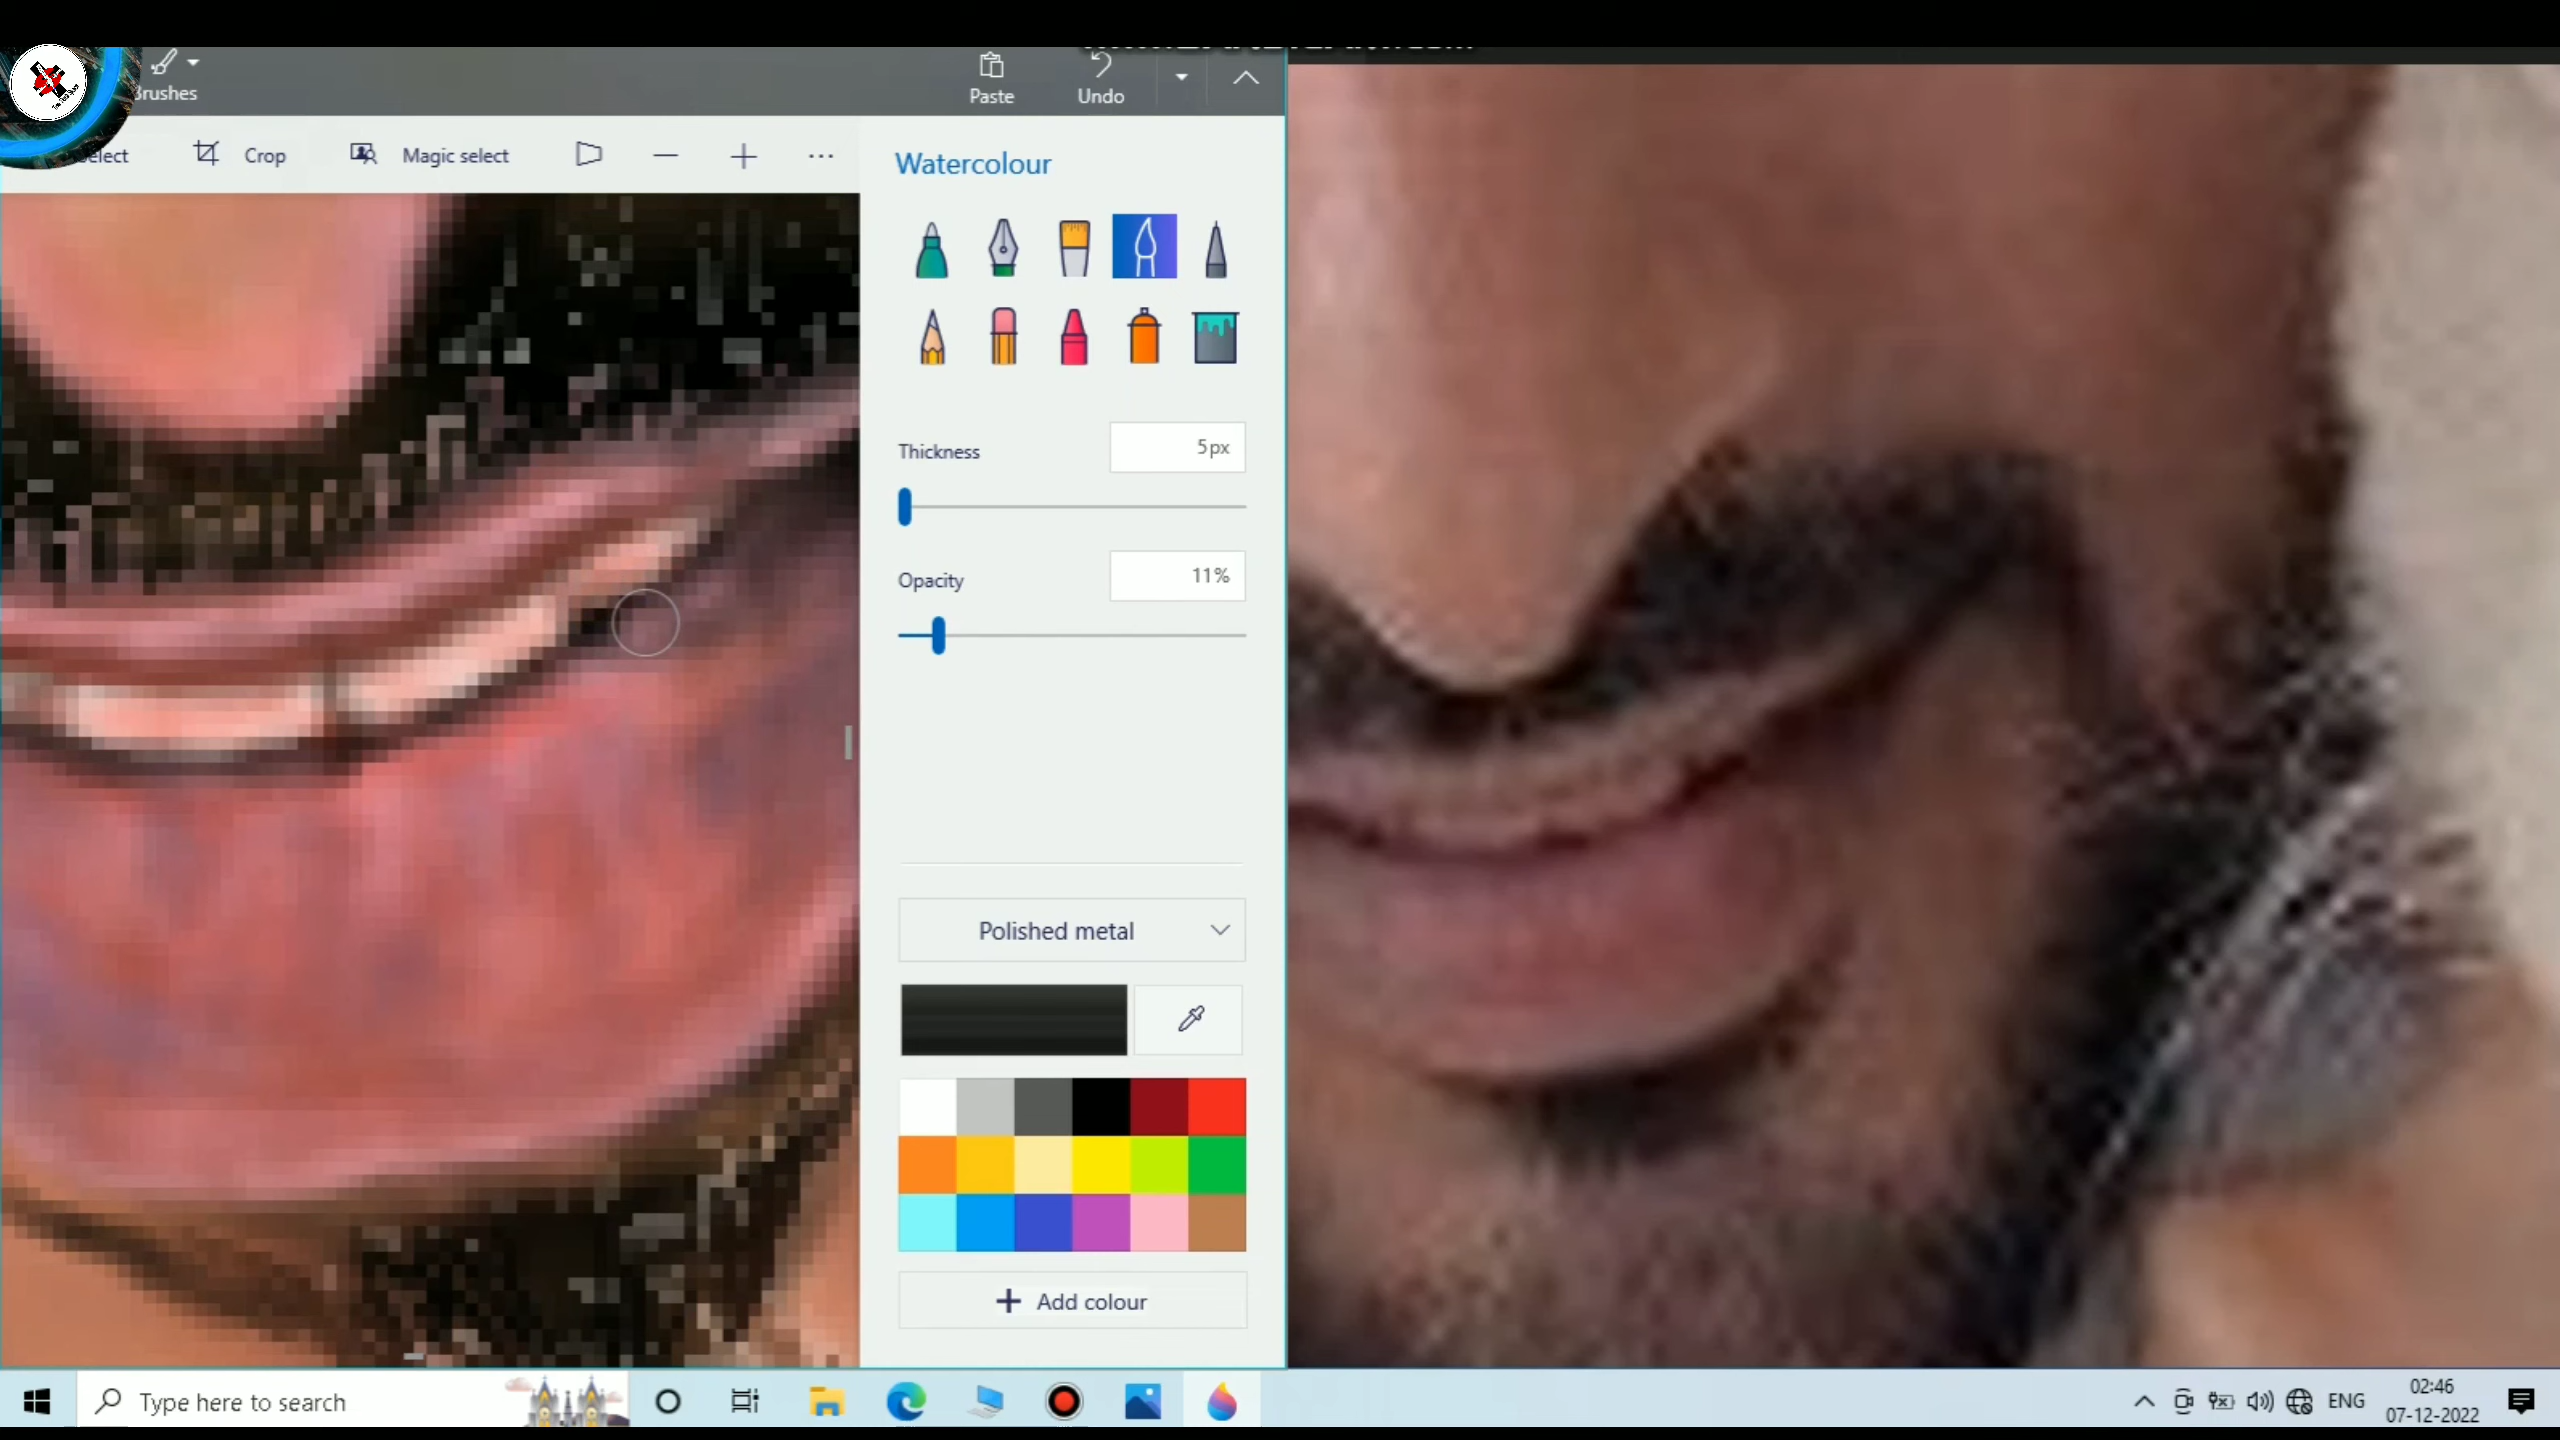 Brushes
Paste
Undo
Select
Crop
Magic select
Watercolour
Thickness
5px
Opacity
11%
Polished metal
Add colour
Type here to search
ENG
02:46
07-12-2022